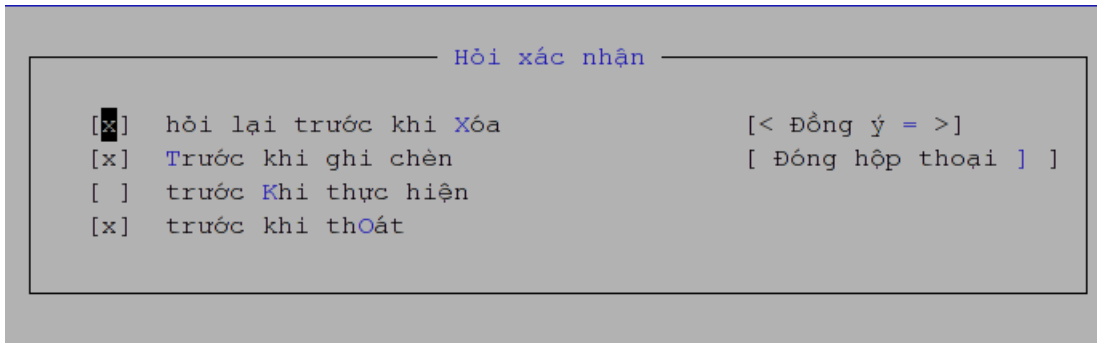 Hỏi xác nhận
[x] hỏi lại trước khi Xóa [< Đồng ý = >]
[x] Trước khi ghi chèn [ Đóng hộp thoại ] ]
[ ] trước Khi thực hiện
[x] trước khi thOát